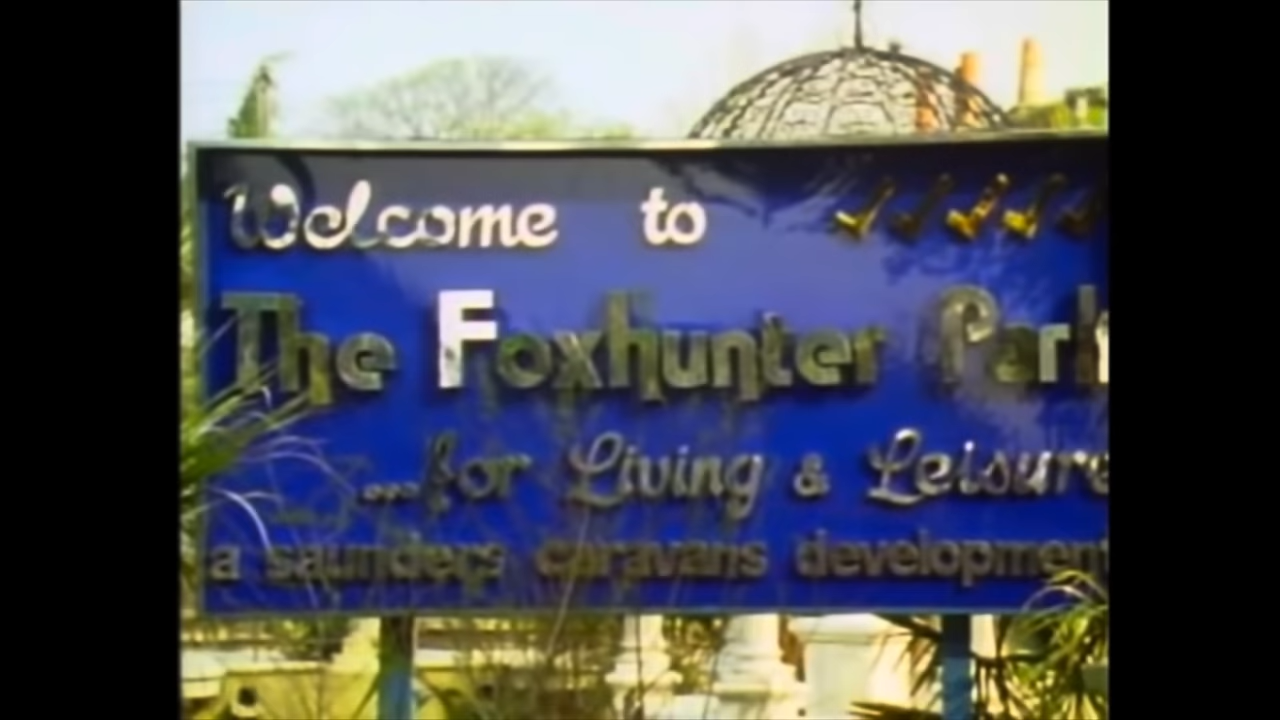 Welcome to
The Foxhunter Park
...for Living & Leisure
a saunders caravans development